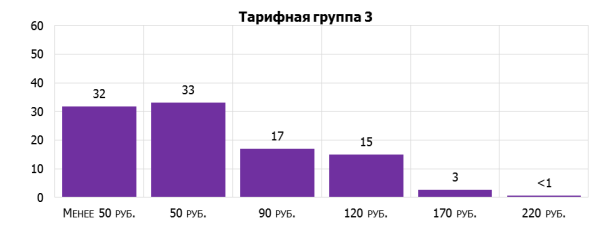 Тарифная группа 3
60
50
40
30
20
10
0
32
33
17
15
3
<1
Менее 50 руб.
50 руб.
90 руб.
120 руб.
170 руб.
220 руб.